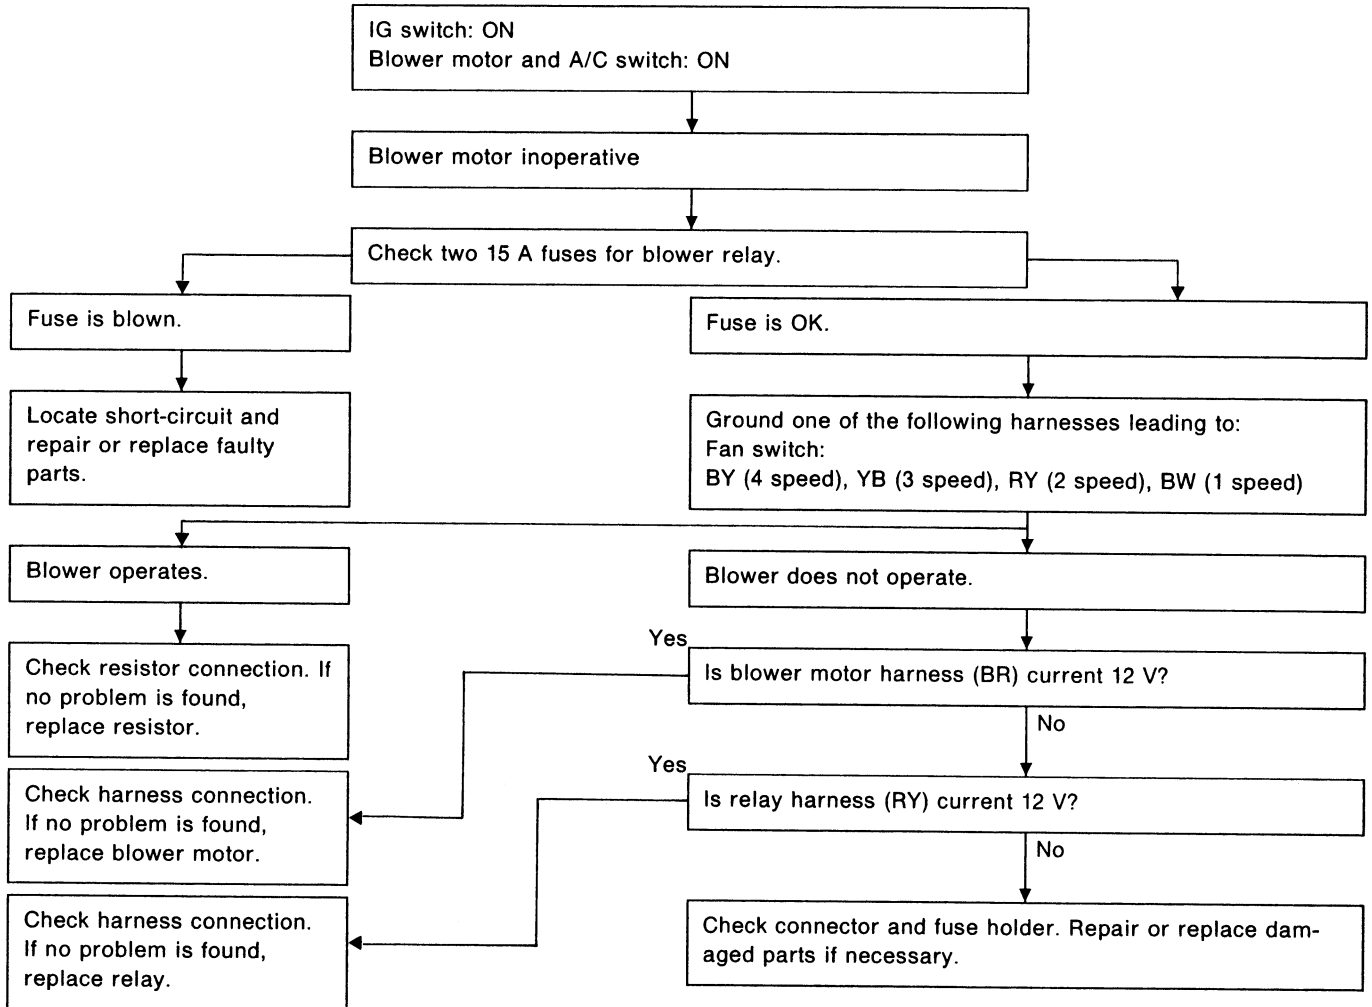 IG switch: ON
Blower motor and A/C switch: ON
Blower motor inoperative
Check two 15 A fuses for blower relay.
Fuse is blown.
Fuse is OK.
Locate short-circuit and
repair or replace faulty
parts.
Ground one of the following harnesses leading to:
Fan switch:
BY (4 speed), YB (3 speed), RY (2 speed), BW (1 speed)
Blower operates.
Blower does not operate.
Check resistor connection. If
no problem is found,
replace resistor.
Yes
Is blower motor harness (BR) current 12 V?
No
Check harness connection.
If no problem is found,
replace blower motor.
Yes
Is relay harness (RY) current 12 V?
No
Check harness connection.
If no problem is found,
replace relay.
Check connector and fuse holder. Repair or replace dam-
aged parts if necessary.